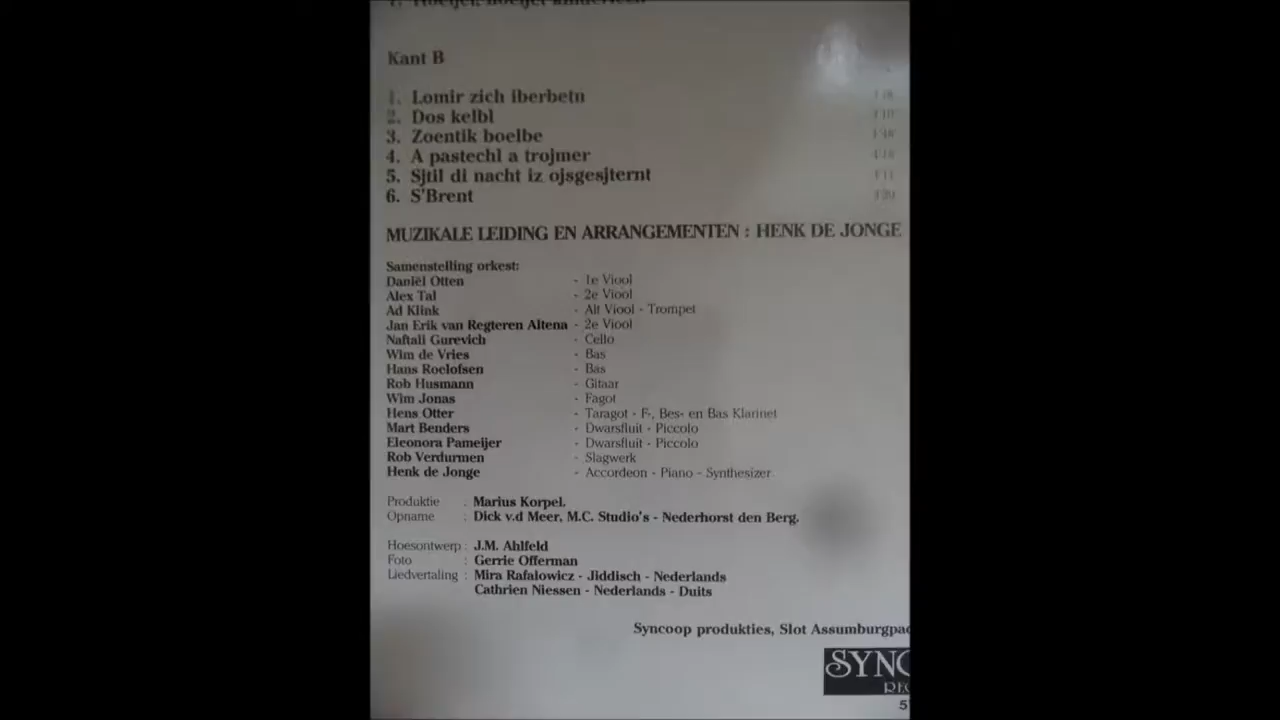 Kant B
1. Lomir zich iberbetn
2. Dos kelbl
3. Zoentik boelbe
4. A pastechl a trojmer
5. Sjtil di nacht iz ojsgesjternt
6. S'Brent
MUZIKALE LEIDING EN ARRANGEMENTEN : HENK DE JONGE
Samenstelling orkest:
Daniël Otten - 1e Viool
Alex Tal - 2e Viool
Ad Klink - Alt Viool - Trompet
Jan Erik van Regteren Altena - 2e Viool
Naftali Gurevich - Cello
Wim de Vries - Bas
Hans Roelofsen - Bas
Rob Husmann - Gitaar
Wim Jonas - Fagot
Hens Otter - Taragot - F-, Bes- en Bas Klarinet
Mart Benders - Dwarsfluit - Piccolo
Eleonora Pameijer - Dwarsfluit - Piccolo
Rob Verdurmen - Slagwerk
Henk de Jonge - Accordeon - Piano - Synthesizer
Produktie : Marius Korpel.
Opname : Dick v.d Meer, M.C. Studio's - Nederhorst den Berg.
Hoesontwerp : J.M. Ahlfeld
Foto : Gerrie Offerman
Liedvertaling : Mira Rafalowicz - Jiddisch - Nederlands
Cathrien Niessen - Nederlands - Duits
Syncoop produkties, Slot Assumburgpa
SYNC
REC
5